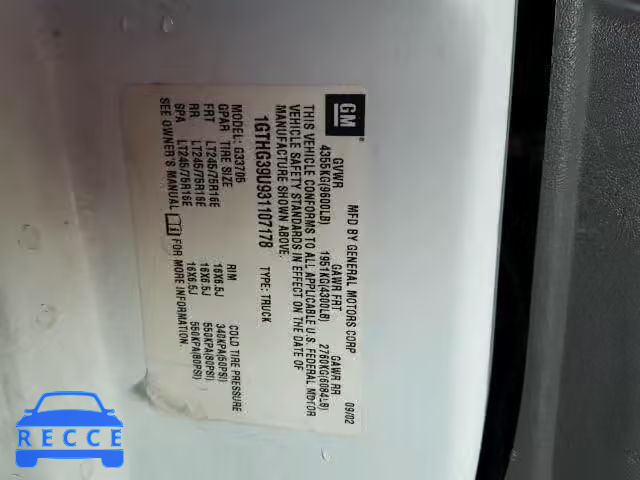 GM
MFD BY GENERAL MOTORS CORP 09/02
GVWR GAWR FRT GAWR RR
4355KG(9600LB) 1951KG(4300LB) 2760KG(6084LB)
THIS VEHICLE CONFORMS TO ALL APPLICABLE U.S. FEDERAL MOTOR
VEHICLE SAFETY STANDARDS IN EFFECT ON THE DATE OF
MANUFACTURE SHOWN ABOVE.
1GTHG39U931107178 TYPE: TRUCK
G33705
GPAR TIRE SIZE RIM COLD TIRE PRESSURE
FRT LT245/75R16E 16X6.5J 340KPA(50PSI)
RR LT245/75R16E 16X6.5J 550KPA(80PSI)
SPA LT245/75R16E 16X6.5J 550KPA(80PSI)
SEE OWNER'S MANUAL FOR MORE INFORMATION.
RECCE